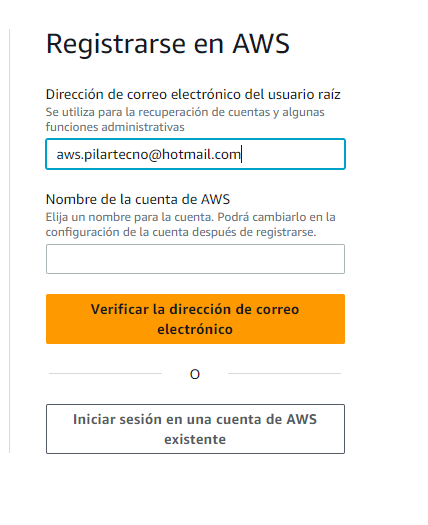 Registrarse en AWS
Dirección de correo electrónico del usuario raíz
Se utiliza para la recuperación de cuentas y algunas
funciones administrativas
aws.pilartecno@hotmail.com
Nombre de la cuenta de AWS
Elija un nombre para la cuenta. Podrá cambiarlo en la
configuración de la cuenta después de registrarse.
Verificar la dirección de correo
electrónico
O
Iniciar sesión en una cuenta de AWS
existente